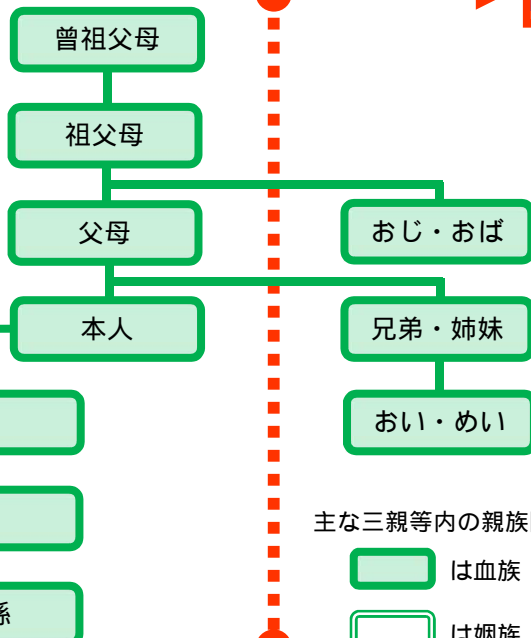 曾祖父母
祖父母
父母
おじ・おば
本人
兄弟・姉妹
おい・めい
主な三親等内の親族
は血族
は姻族